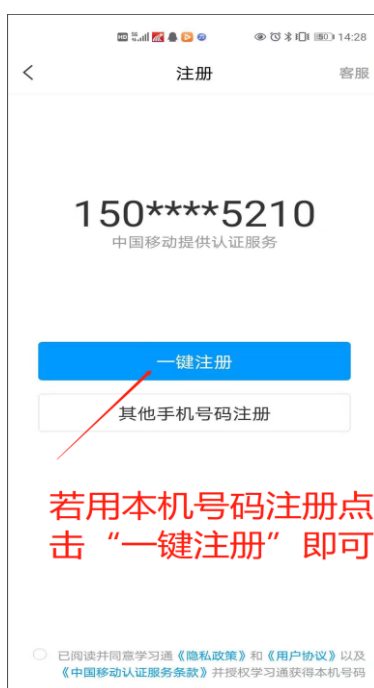 HD 5G 80 14:28
注册 客服
150****5210
中国移动提供认证服务
一键注册
其他手机号码注册
若用本机号码注册点
击“一键注册”即可
已阅读并同意学习通《隐私政策》和《用户协议》以及
《中国移动认证服务条款》并授权学习通获得本机号码